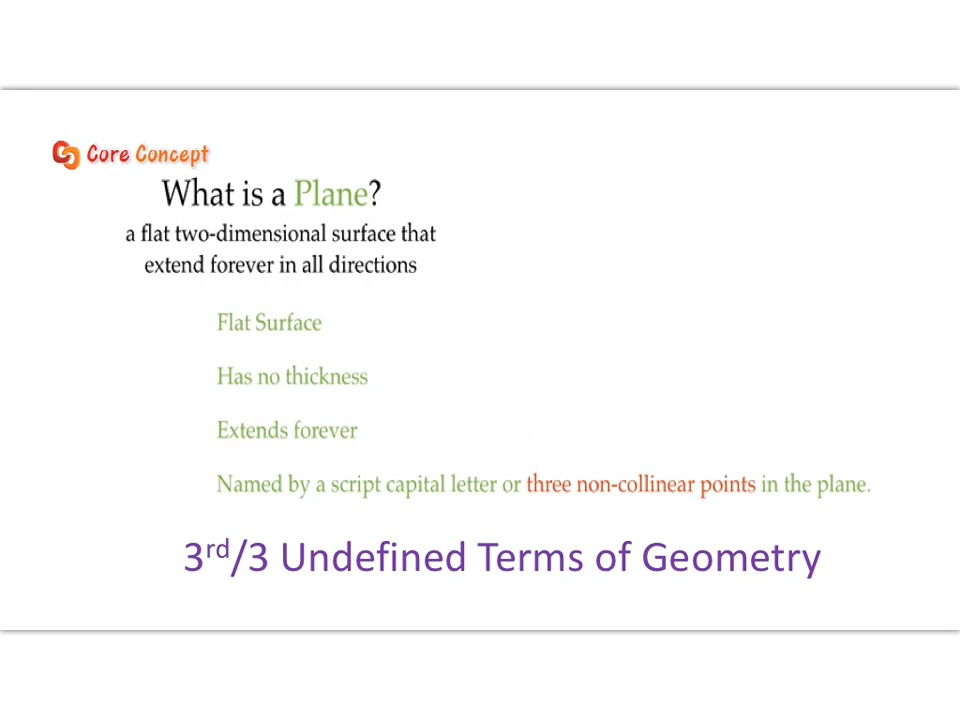 Core Concept
What is a Plane?
a flat two-dimensional surface that
extend forever in all directions
Flat Surface
Has no thickness
Extends forever
Named by a script capital letter or three non-collinear points in the plane.
3rd/3 Undefined Terms of Geometry